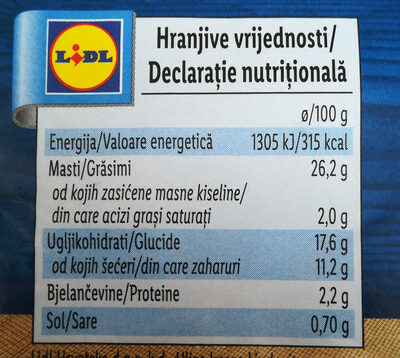 LIDL
Hranjive vrijednosti/
Declarație nutrițională
ø/100 g
Energija/Valoare energetică 1305 kJ/315 kcal
Masti/Grăsimi 26,2 g
od kojih zasićene masne kiseline/
din care acizi grași saturați 2,0 g
Ugljikohidrati/Glucide 17,6 g
od kojih šećeri/din care zaharuri 11,2 g
Bjelančevine/Proteine 2,2 g
Sol/Sare 0,70 g